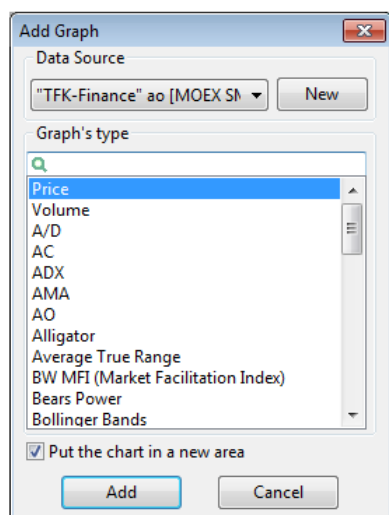 Add Graph
Data Source
"TFK-Finance" ao [MOEX SM
New
Graph's type
Price
Volume
A/D
AC
ADX
AMA
AO
Alligator
Average True Range
BW MFI (Market Facilitation Index)
Bears Power
Bollinger Bands
Put the chart in a new area
Add
Cancel